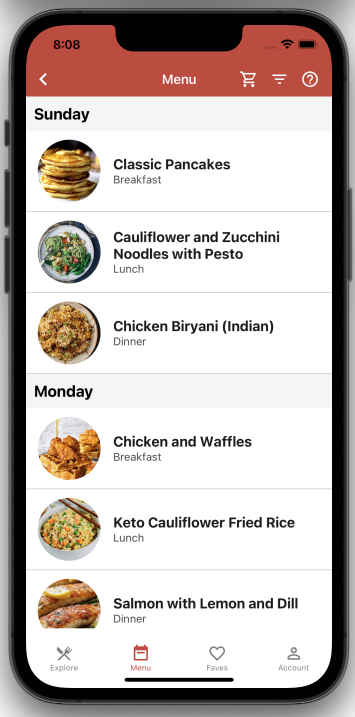 8:08
Menu
Sunday
Classic Pancakes
Breakfast
Cauliflower and Zucchini
Noodles with Pesto
Lunch
Chicken Biryani (Indian)
Dinner
Monday
Chicken and Waffles
Breakfast
Keto Cauliflower Fried Rice
Lunch
Salmon with Lemon and Dill
Dinner
Explore
Menu
Faves
Account